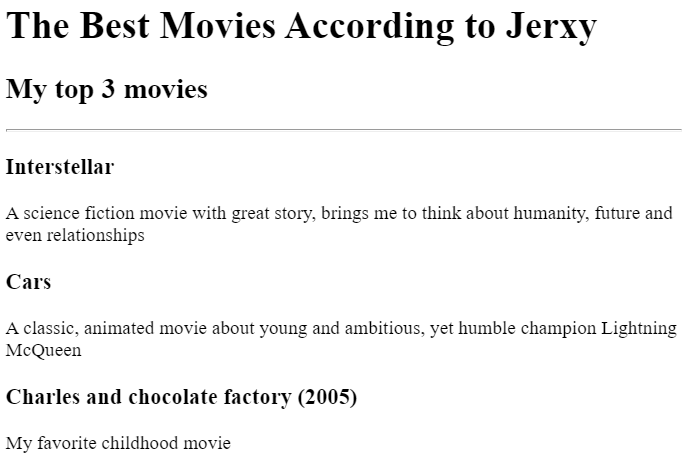 The Best Movies According to Jerxy
My top 3 movies
Interstellar
A science fiction movie with great story, brings me to think about humanity, future and
even relationships
Cars
A classic, animated movie about young and ambitious, yet humble champion Lightning
McQueen
Charles and chocolate factory (2005)
My favorite childhood movie